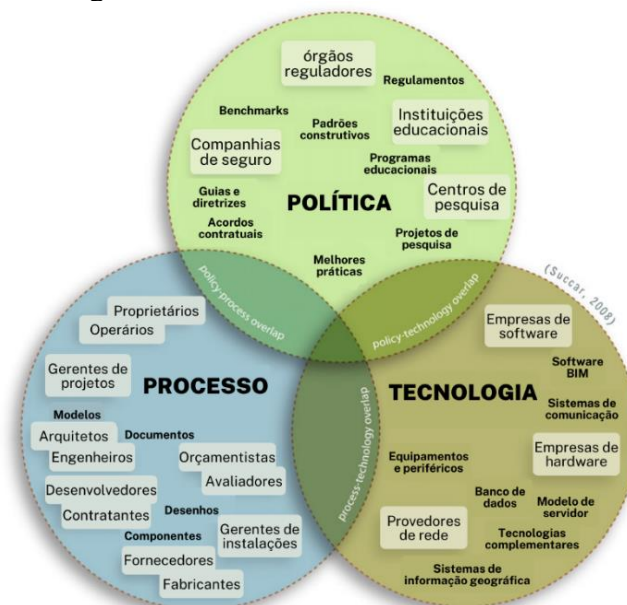 órgãos
reguladores
Regulamentos
Benchmarks
Padrões
construtivos
Instituições
educacionais
Companhias
de seguro
Programas
educacionais
Guias e
diretrizes
POLÍTICA
Centros de
pesquisa
Acordos
contratuais
Projetos de
pesquisa
Melhores
práticas
policy-process overlap
policy-technology overlap
(Succar, 2008)
Proprietários
Operários
Gerentes de
projetos
PROCESSO
Modelos
Arquitetos
Documentos
Engenheiros
Orçamentistas
Avaliadores
Desenvolvedores
Contratantes
Desenhos
Componentes
Gerentes de
instalações
Fornecedores
Fabricantes
process-technology overlap
Empresas de
software
TECNOLOGIA
Software
BIM
Sistemas de
comunicação
Equipamentos
e periféricos
Empresas de
hardware
Banco de
dados
Modelo de
servidor
Provedores
de rede
Tecnologias
complementares
Sistemas de
informação geográfica